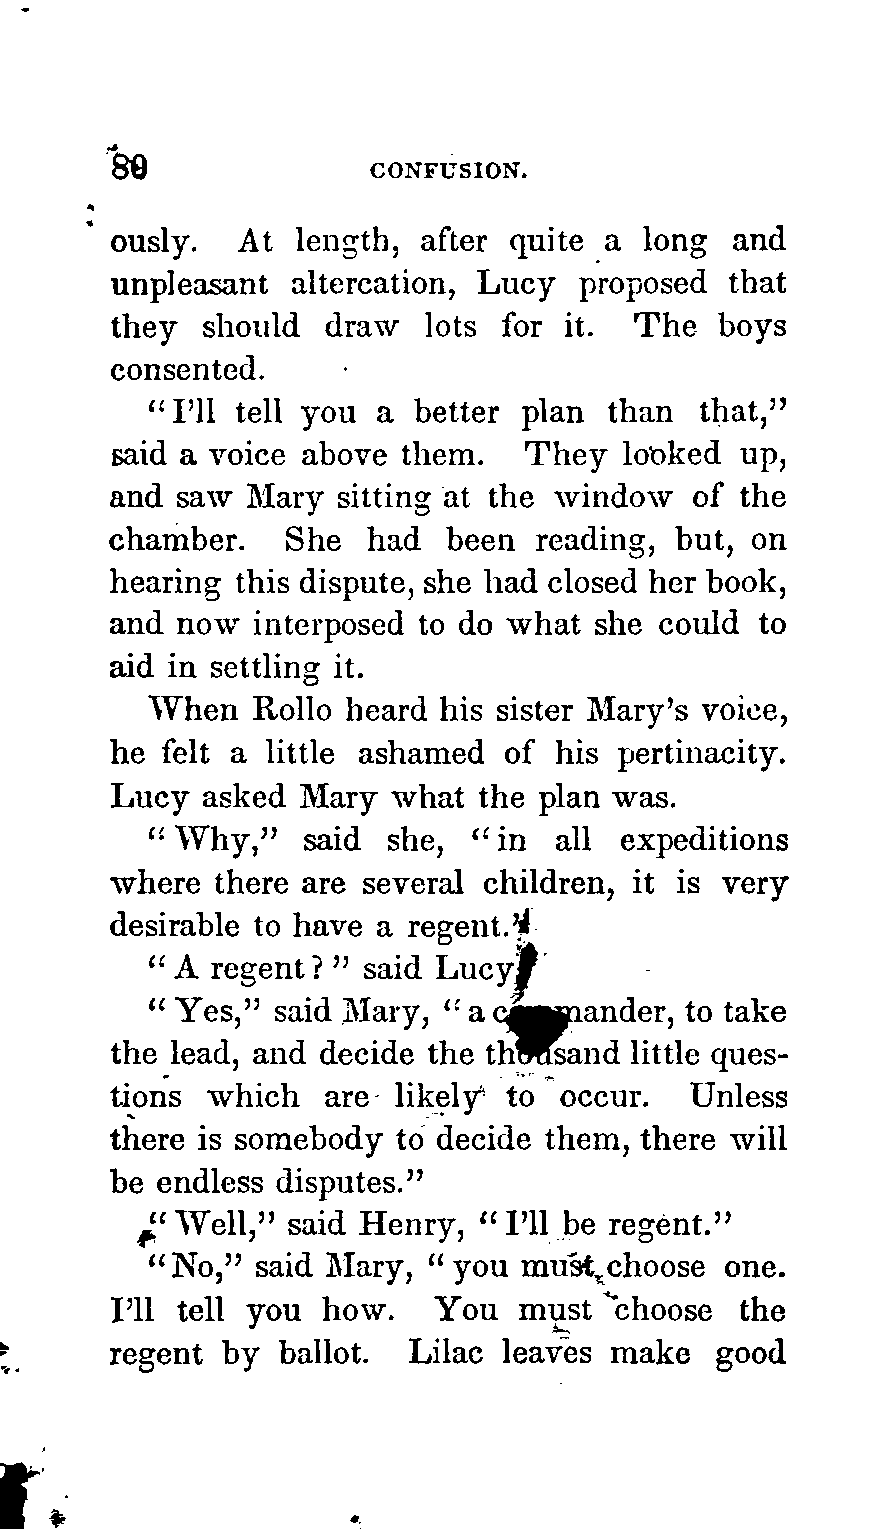 80 CONFUSION.
ously. At length, after quite a long and
unpleasant altercation, Lucy proposed that
they should draw lots for it. The boys
consented.
“I’ll tell you a better plan than that,”
said a voice above them. They looked up,
and saw Mary sitting at the window of the
chamber. She had been reading, but, on
hearing this dispute, she had closed her book,
and now interposed to do what she could to
aid in settling it.
When Rollo heard his sister Mary’s voice,
he felt a little ashamed of his pertinacity.
Lucy asked Mary what the plan was.
“Why,” said she, “in all expeditions
where there are several children, it is very
desirable to have a regent.”
“A regent?” said Lucy.
“Yes,” said Mary, “a commander, to take
the lead, and decide the thousand little ques-
tions which are likely to occur. Unless
there is somebody to decide them, there will
be endless disputes.”
“Well,” said Henry, “I’ll be regent.”
“No,” said Mary, “you must choose one.
I’ll tell you how. You must choose the
regent by ballot. Lilac leaves make good